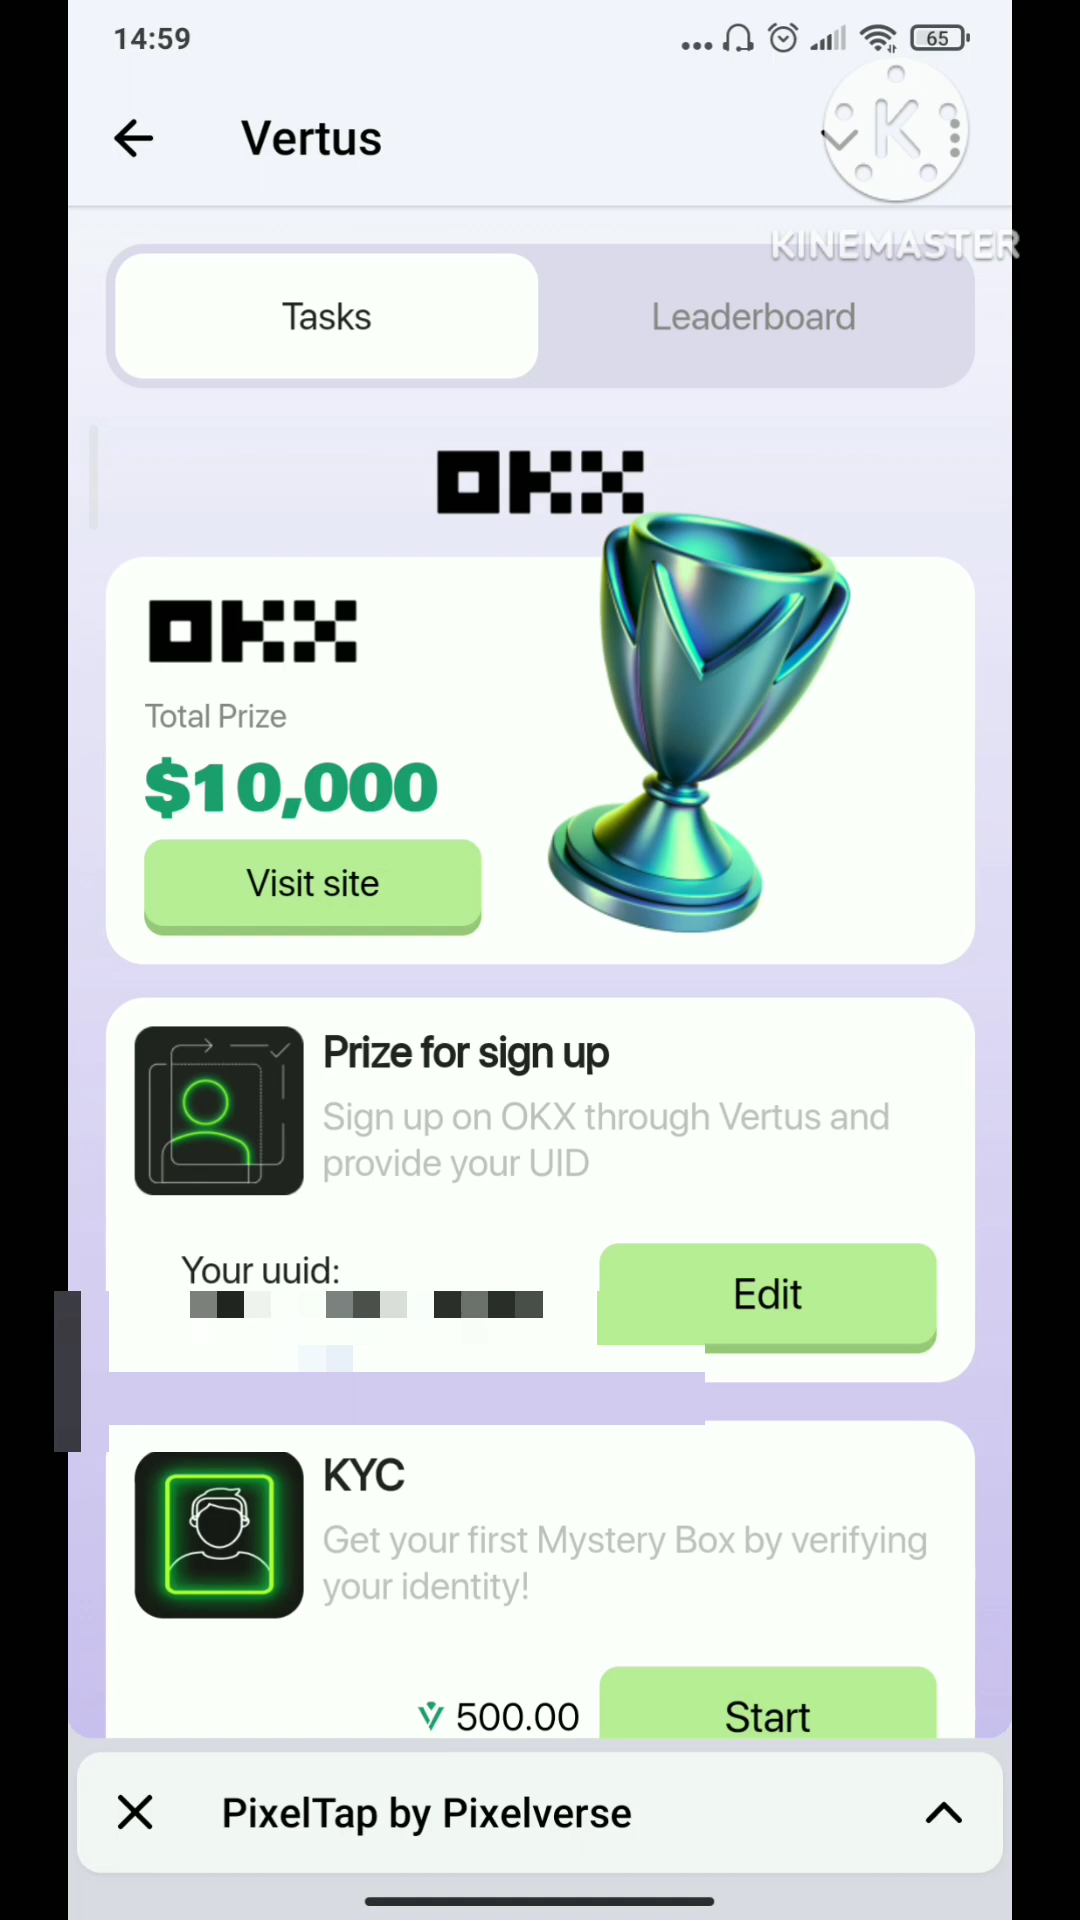 14:59
65
Vertus
K
KINEMASTER
Tasks
Leaderboard
OKX
OKX
Total Prize
$10,000
Visit site
Prize for sign up
Sign up on OKX through Vertus and
provide your UID
Your uuid:
Edit
KYC
Get your first Mystery Box by verifying
your identity!
500.00
Start
PixelTap by Pixelverse